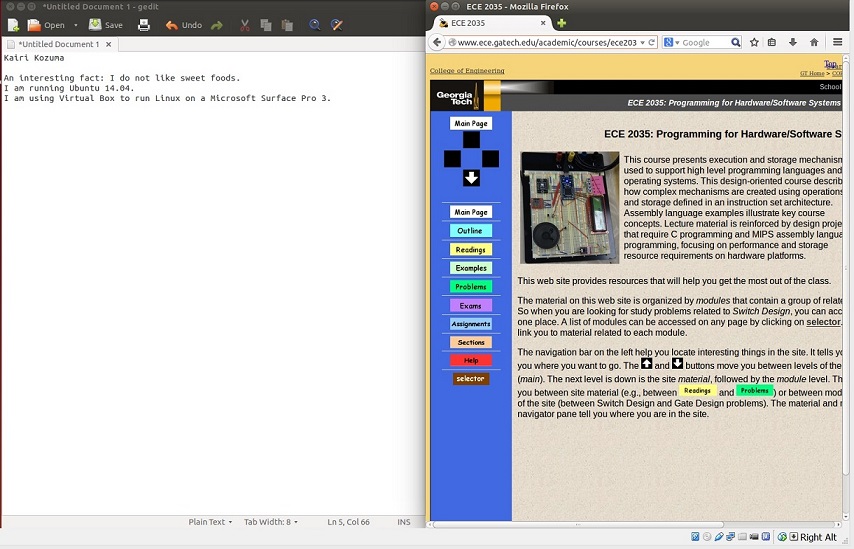 *Untitled Document 1 - gedit
Open Save Undo
*Untitled Document 1
Kairi Kozuma
An interesting fact: I do not like sweet foods.
I am running Ubuntu 14.04.
I am using Virtual Box to run Linux on a Microsoft Surface Pro 3.
Plain Text Tab Width: 8 Ln 5, Col 66 INS
ECE 2035 - Mozilla Firefox
ECE 2035
www.ece.gatech.edu/academic/courses/ece203 Google
Top
College of Engineering
GT Home >
Georgia
Tech
School
ECE 2035: Programming for Hardware/Software Systems
Main Page
Main Page
Outline
Readings
Examples
Problems
Exams
Assignments
Sections
Help
selector
ECE 2035: Programming for Hardware/Software S
This course presents execution and storage mechanism
used to support high level programming languages and
operating systems. This design-oriented course describ
how complex mechanisms are created using operations
and storage defined in an instruction set architecture.
Assembly language examples illustrate key course
concepts. Lecture material is reinforced by design proje
that require C programming and MIPS assembly langua
programming, focusing on performance and storage
resource requirements on hardware platforms.
This web site provides resources that will help you get the most out of the class.
The material on this web site is organized by modules that contain a group of relate
So when you are looking for study problems related to Switch Design, you can acc
one place. A list of modules can be accessed on any page by clicking on selector.
link you to material related to each module.
The navigation bar on the left help you locate interesting things in the site. It tells yo
you where you want to go. The and buttons move you between levels of the
(main). The next level is down is the site material, followed by the module level. Th
you between site material (e.g., between Readings and Problems) or between mod
of the site (between Switch Design and Gate Design problems). The material and
navigator pane tell you where you are in the site.
Right Alt